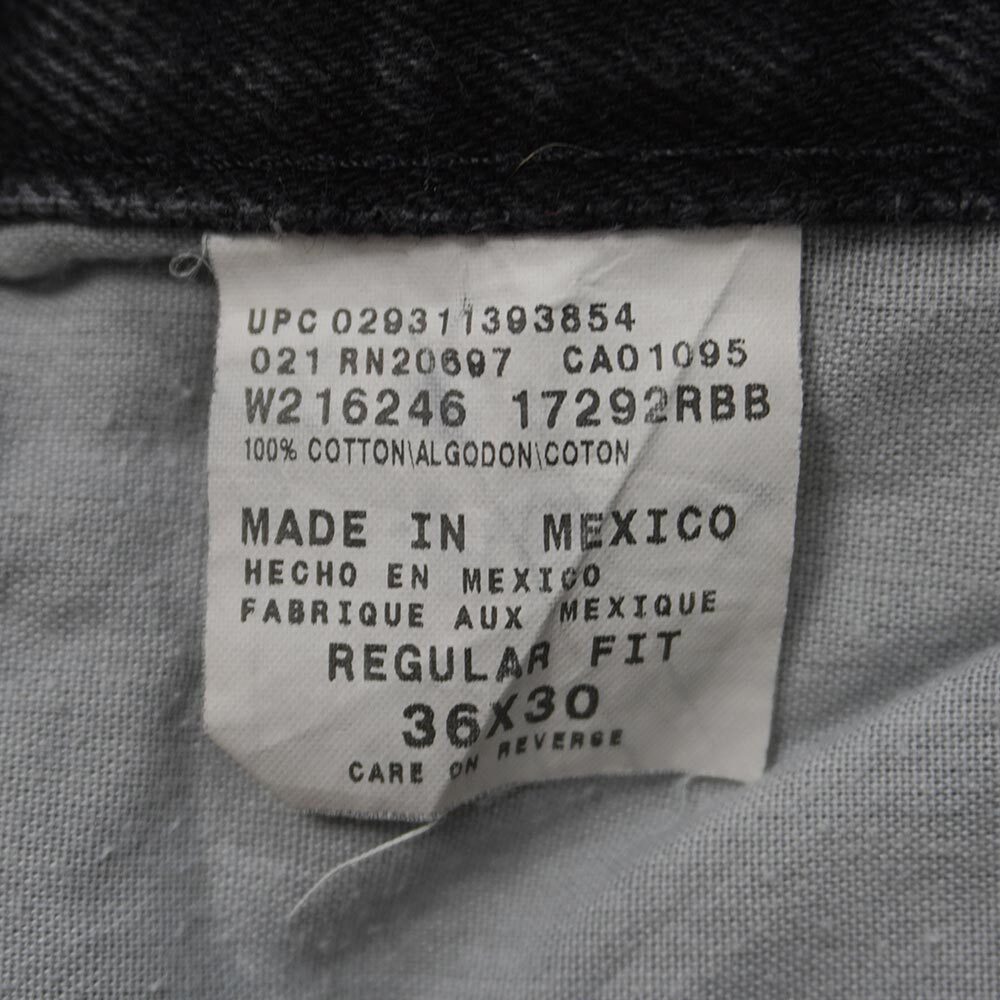 UPC 029311393854
021 RN20697 CA01095
W216246 17292RBB
100% COTTON\ALGODON\COTON
MADE IN MEXICO
HECHO EN MEXICO
FABRIQUE AUX MEXIQUE
REGULAR FIT
36X30
CARE ON REVERSE